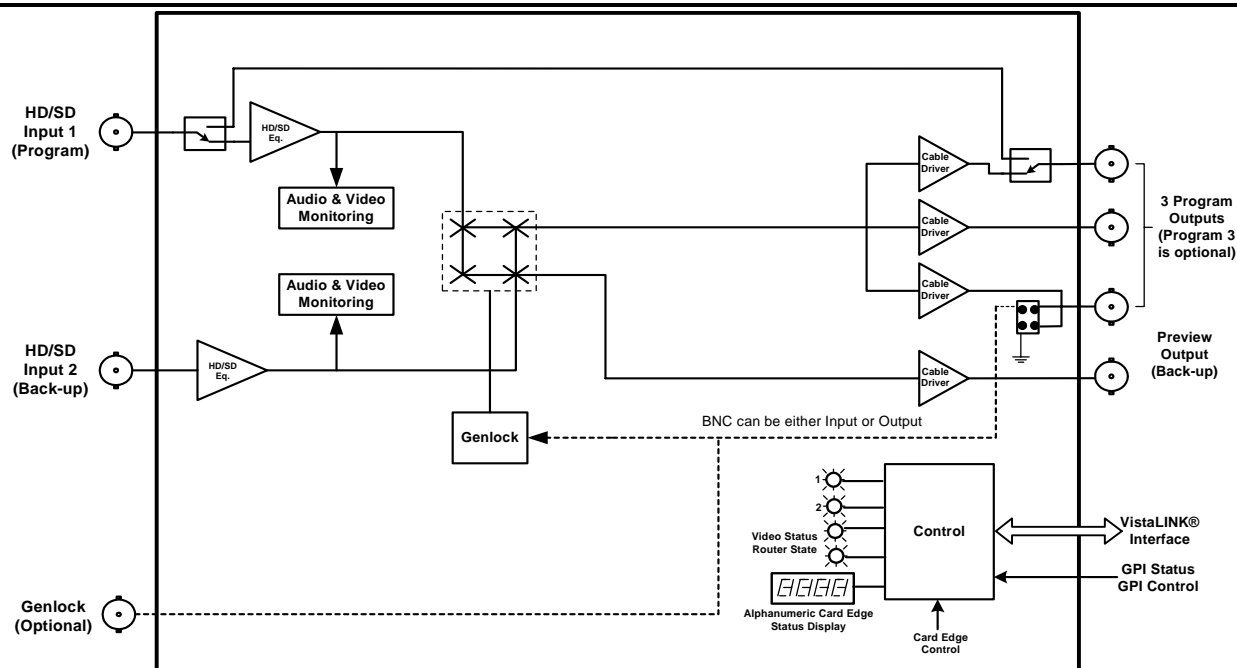 HD/SD
Input 1
(Program)
HD/SD
Eq.
Audio & Video
Monitoring
Cable
Driver
Cable
Driver
Cable
Driver
3 Program
Outputs
(Program 3
is optional)
Audio & Video
Monitoring
HD/SD
Input 2
(Back-up)
HD/SD
Eq.
Cable
Driver
Preview
Output
(Back-up)
Genlock
BNC can be either Input or Output
1
2
Video Status
Router State
Control
VistaLINK®
Interface
GPI Status
GPI Control
Alphanumeric Card Edge
Status Display
Card Edge
Control
Genlock
(Optional)